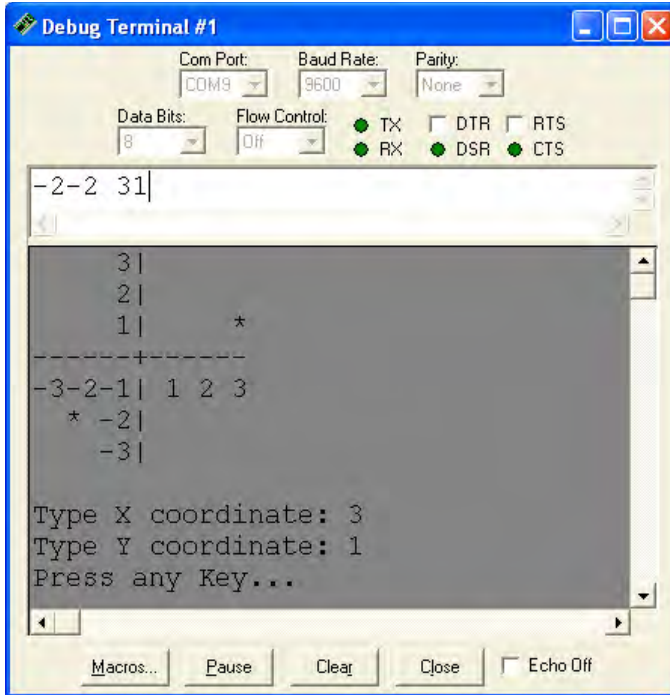 Debug Terminal #1
Com Port: Baud Rate: Parity:
COM9 9600 None
Data Bits: Flow Control: TX DTR RTS
8 Off RX DSR CTS
-2-2 31
3|
2|
1|     *
------+------
-3-2-1| 1 2 3
* -2|
-3|
Type X coordinate: 3
Type Y coordinate: 1
Press any Key...
Macros... Pause Clear Close Echo Off